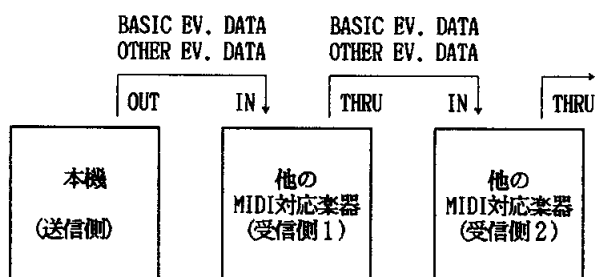 BASIC EV. DATA
OTHER EV. DATA
BASIC EV. DATA
OTHER EV. DATA
OUT
IN
THRU
IN
THRU
本機
(送信側)
他の
MIDI対応楽器
(受信側1)
他の
MIDI対応楽器
(受信側2)